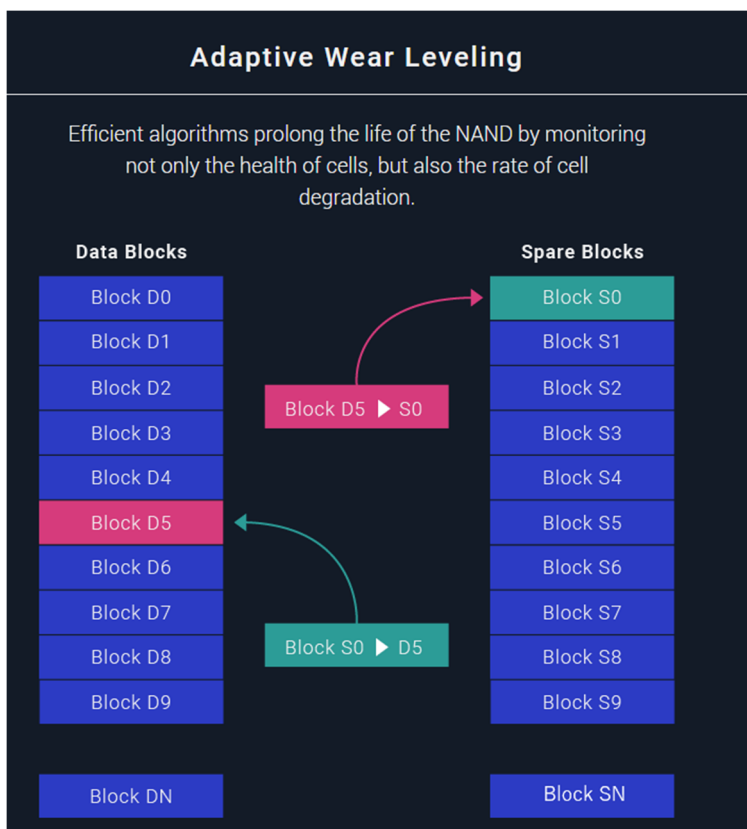 Adaptive Wear Leveling
Efficient algorithms prolong the life of the NAND by monitoring
not only the health of cells, but also the rate of cell
degradation.
Data Blocks
Block D0
Block D1
Block D2
Block D3
Block D4
Block D5
Block D6
Block D7
Block D8
Block D9
Block DN
Block D5 ▶ S0
Block S0 ▶ D5
Spare Blocks
Block S0
Block S1
Block S2
Block S3
Block S4
Block S5
Block S6
Block S7
Block S8
Block S9
Block SN